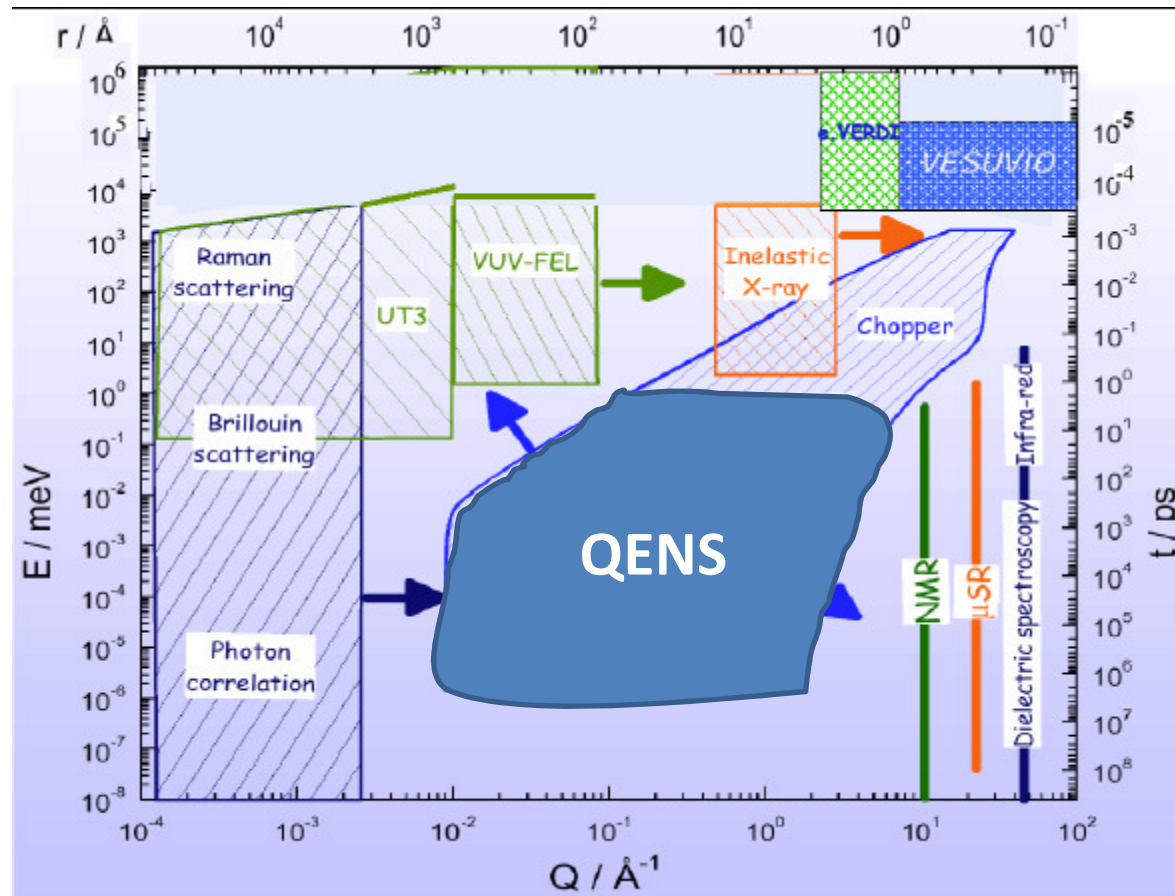 r / Å 10⁴ 10³ 10² 10¹ 10⁰ 10⁻¹
10⁶
10⁵
10⁴
10³
10²
10¹
10⁰
10⁻¹
10⁻²
10⁻³
10⁻⁴
10⁻⁵
10⁻⁶
10⁻⁷
10⁻⁸
E / meV
Raman
scattering
Brillouin
scattering
Photon
correlation
UT3
VUV-FEL
Inelastic
X-ray
Chopper
e.VERDI
VESUVIO
QENS
NMR
μSR
Dielectric spectroscopy
Infra-red
10⁻⁵
10⁻⁴
10⁻³
10⁻²
10⁻¹
10⁰
10¹
10²
10³
10⁴
10⁵
10⁶
10⁷
10⁸
t / ps
10⁻⁴ 10⁻³ 10⁻² 10⁻¹ 10⁰ 10¹ 10²
Q / Å⁻¹